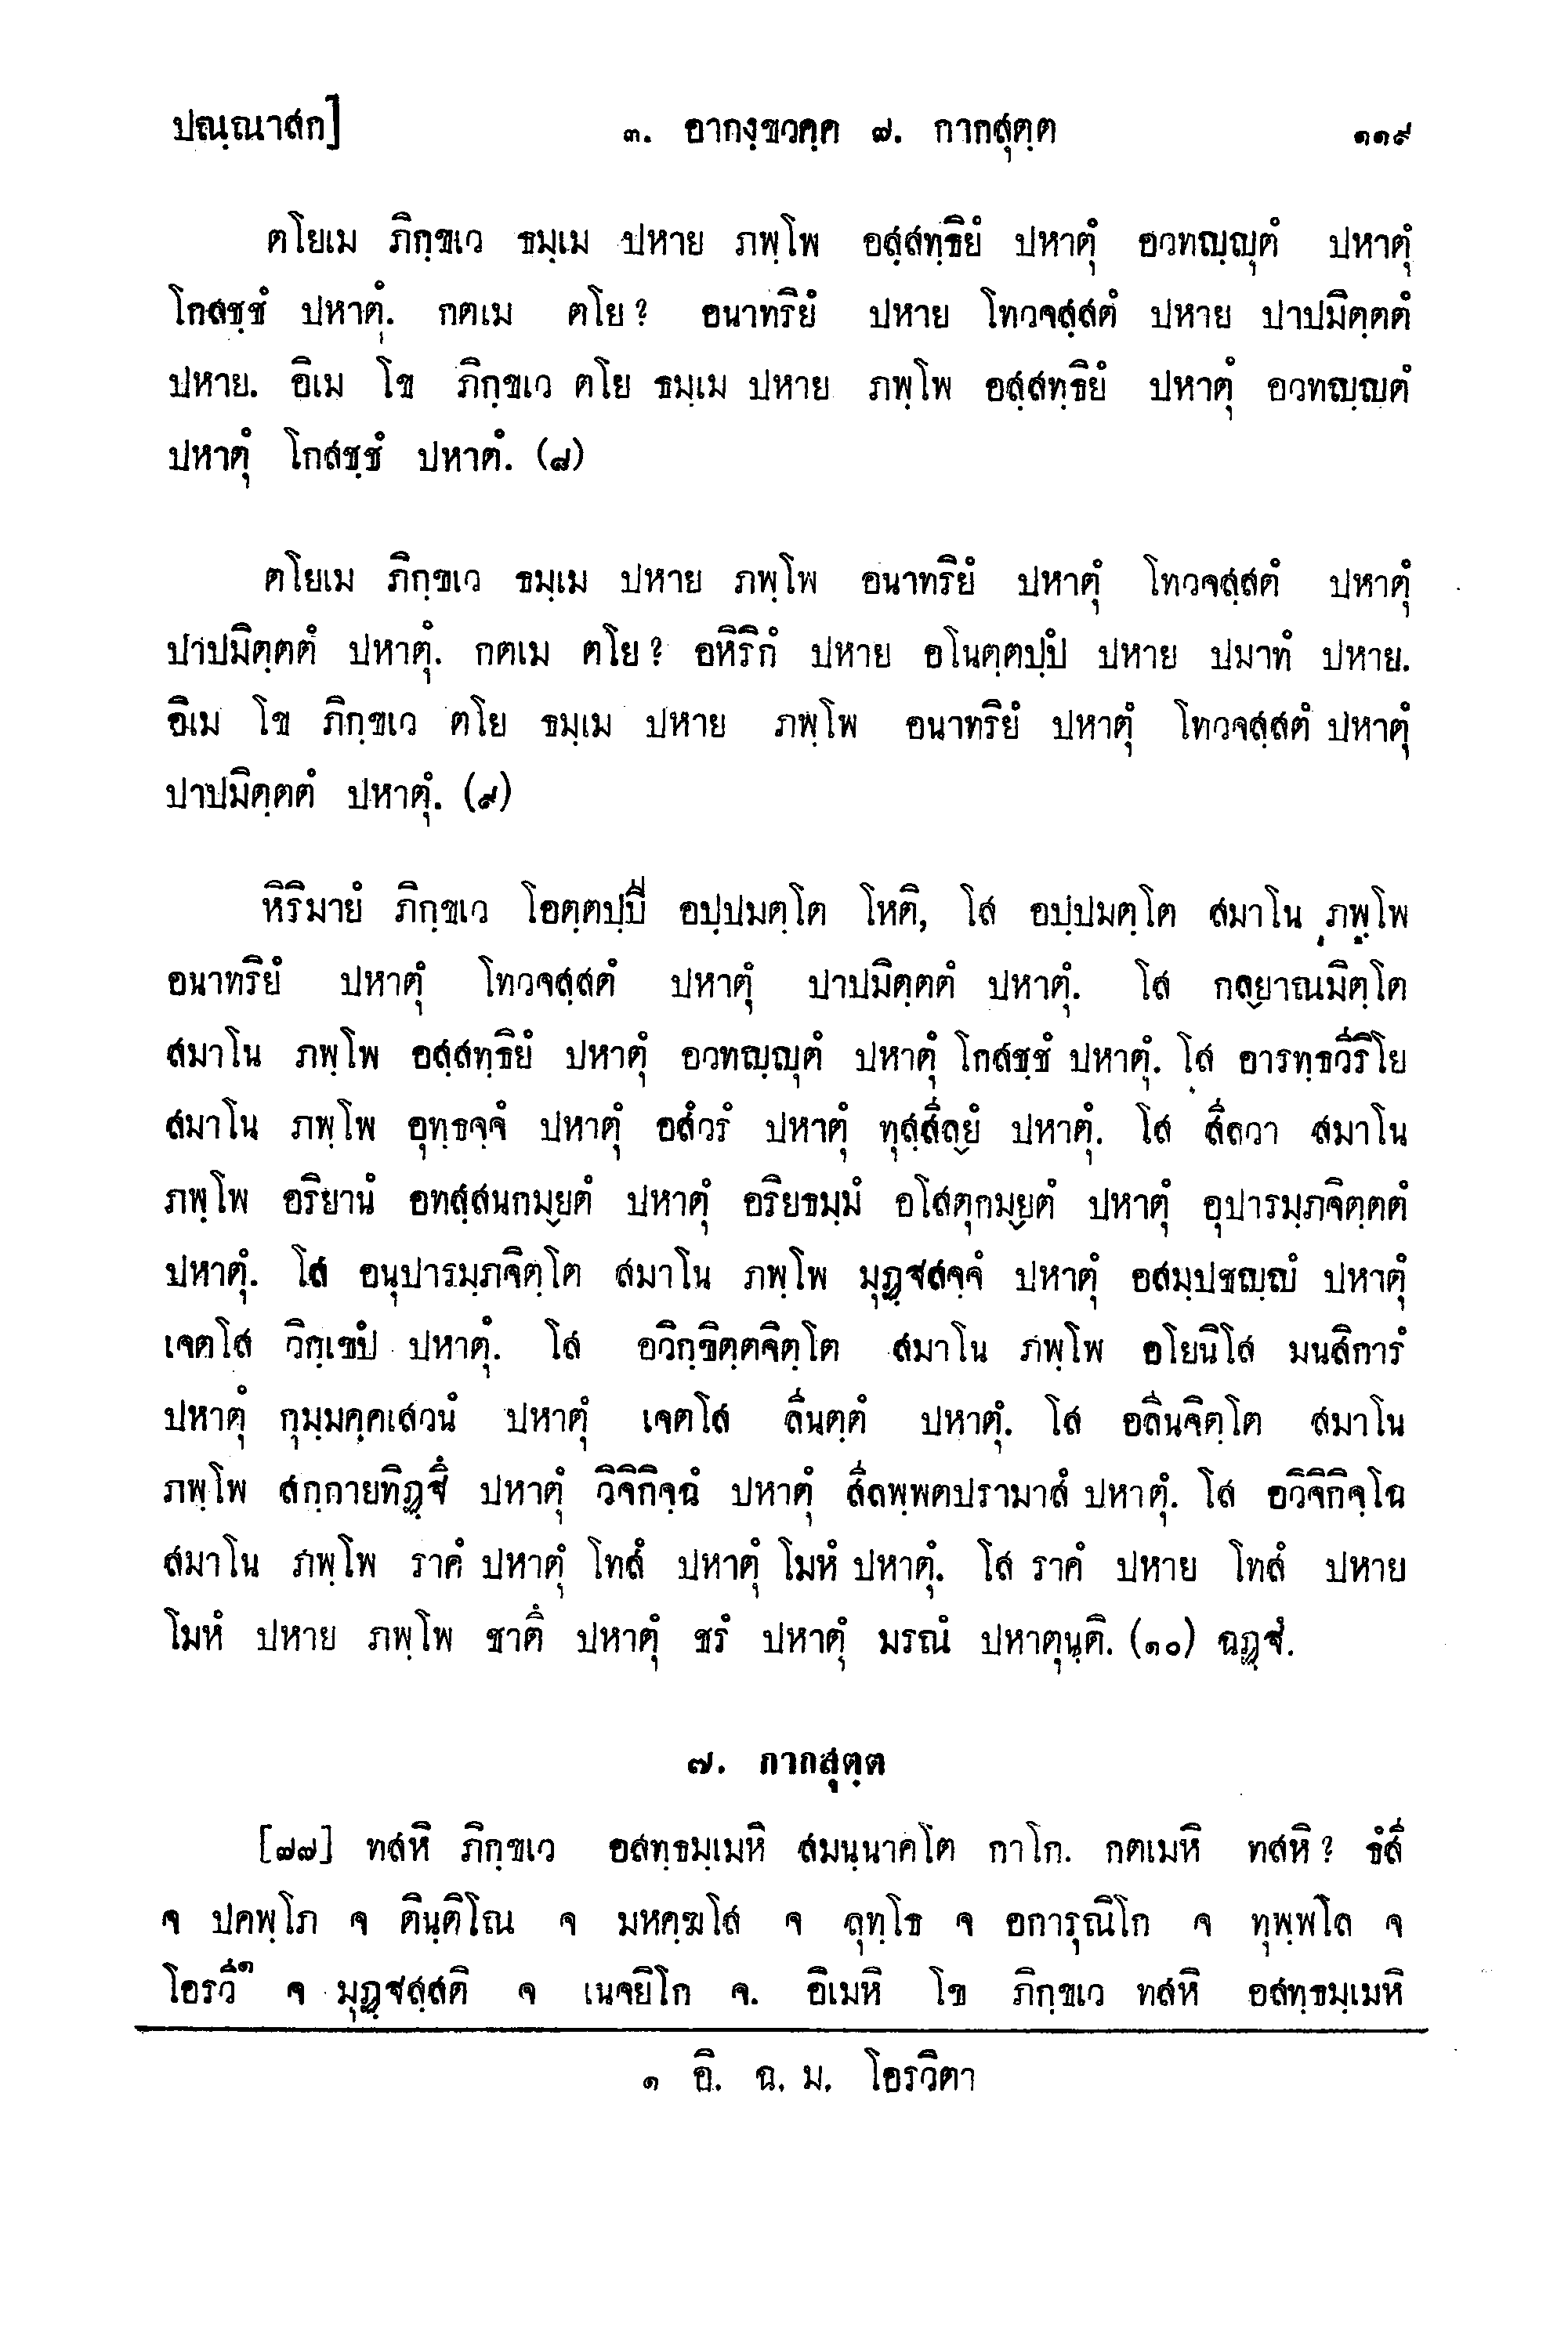 ปณฺณาสก]	๓. อากงฺขวคฺค ๗. กากสุตฺต	๑๑๙
ตโยเม ภิกฺขเว ธมฺเม ปหาย ภพฺโพ อสฺสทฺธิยํ ปหาตุํ อวทญฺญุตํ ปหาตุํ
โกสชฺชํ ปหาตุํ. กตเม ตโย? อนาทริยํ ปหาย โทวจสฺสตํ ปหาย ปาปมิตฺตตํ
ปหาย. อิเม โข ภิกฺขเว ตโย ธมฺเม ปหาย ภพฺโพ อสฺสทฺธิยํ ปหาตุํ อวทญฺญตํ
ปหาตุํ โกสชฺชํ ปหาตํ. (๘)
ตโยเม ภิกฺขเว ธมฺเม ปหาย ภพฺโพ อนาทริยํ ปหาตุํ โทวจสฺสตํ ปหาตุํ
ปาปมิตฺตตํ ปหาตุํ. กตเม ตโย? อหิริกํ ปหาย อโนตฺตปฺปํ ปหาย ปมาทํ ปหาย.
อิเม โข ภิกฺขเว ตโย ธมฺเม ปหาย ภพฺโพ อนาทริยํ ปหาตุํ โทวจสฺสตํ ปหาตุํ
ปาปมิตฺตตํ ปหาตุํ. (๙)
หิริมายํ ภิกฺขเว โอตฺตปฺปี อปฺปมตฺโต โหติ, โส อปฺปมตฺโต สมาโน ภพฺโพ
อนาทริยํ ปหาตุํ โทวจสฺสตํ ปหาตุํ ปาปมิตฺตตํ ปหาตุํ. โส กลฺยาณมิตฺโต
สมาโน ภพฺโพ อสฺสทฺธิยํ ปหาตุํ อวทญฺญุตํ ปหาตุํ โกสชฺชํ ปหาตุํ. โส อารทฺธวีริโย
สมาโน ภพฺโพ อุทฺธจฺจํ ปหาตุํ อสํวรํ ปหาตุํ ทุสฺสีลฺยํ ปหาตุํ. โส สีลวา สมาโน
ภพฺโพ อริยานํ อทสฺสนกมฺยตํ ปหาตุํ อริยธมฺมํ อโสตุกมฺยตํ ปหาตุํ อุปารมฺภจิตฺตตํ
ปหาตุํ. โส อนุปารมฺภจิตฺโต สมาโน ภพฺโพ มุฏฺฐสจฺจํ ปหาตุํ อสมฺปชญฺญํ ปหาตุํ
เจตโส วิกฺเขปํ ปหาตุํ. โส อวิกฺขิตฺตจิตฺโต สมาโน ภพฺโพ อโยนิโส มนสิการํ
ปหาตุํ กุมฺมคฺคเสวนํ ปหาตุํ เจตโส ลีนตฺตํ ปหาตุํ. โส อลีนจิตฺโต สมาโน
ภพฺโพ สกฺกายทิฏฺฐึ ปหาตุํ วิจิกิจฺฉํ ปหาตุํ สีลพฺพตปรามาสํ ปหาตุํ. โส อวิจิกิจฺโฉ
สมาโน ภพฺโพ ราคํ ปหาตุํ โทสํ ปหาตุํ โมหํ ปหาตุํ. โส ราคํ ปหาย โทสํ ปหาย
โมหํ ปหาย ภพฺโพ ชาตึ ปหาตุํ ชรํ ปหาตุํ มรณํ ปหาตุนฺติ. (๑๐) ฉฏฺฐํ.
๗. กากสุตฺต
[๗๗] ทสหิ ภิกฺขเว อสทฺธมฺเมหิ สมนฺนาคโต กาโก. กตเมหิ ทสหิ? ธํสี
จ ปคพฺโภ จ ตินฺติโณ จ มหคฺฆโส จ ลุทฺโธ จ อการุณิโก จ ทุพฺพโล จ
โอรวี๑ จ มุฏฺฐสฺสติ จ เนจยิโก จ. อิเมหิ โข ภิกฺขเว ทสหิ อสทฺธมฺเมหิ
๑ อิ. ฉ. ม. โอรวิตา